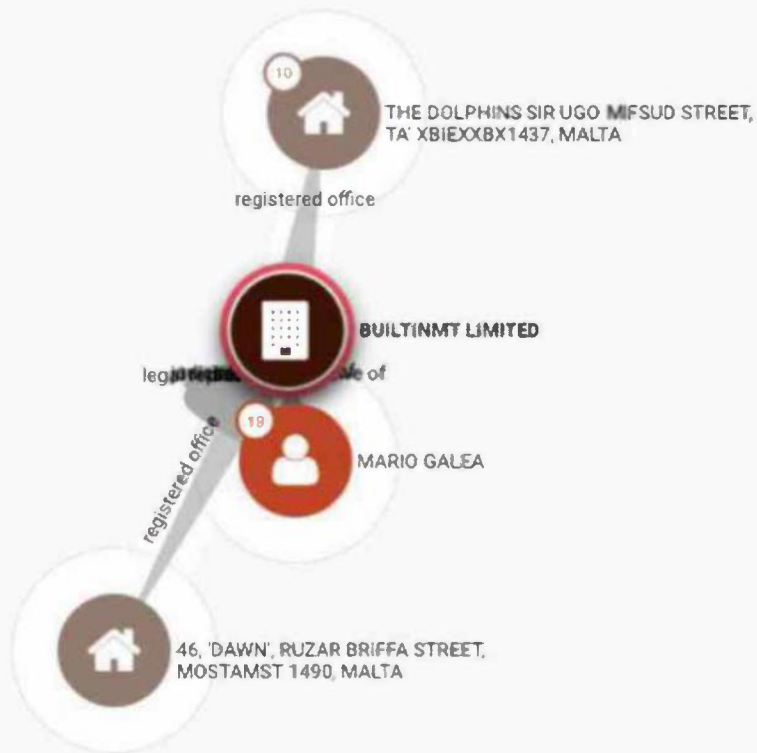 10
THE DOLPHINS SIR UGO MIFSUD STREET,
TA' XBIEXXBX1437, MALTA
registered office
BUILTINMT LIMITED
of
19
MARIO GALEA
registered office
46, 'DAWN', RUZAR BRIFFA STREET,
MOSTAMST 1490, MALTA